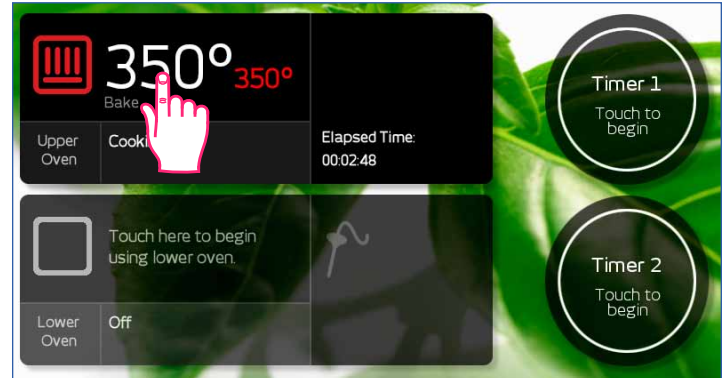 350° 350°
Bake
Upper
Oven
Elapsed Time:
00:02:48
Touch here to begin
using lower oven.
Lower
Oven
Off
Timer 1
Touch to
begin
Timer 2
Touch to
begin